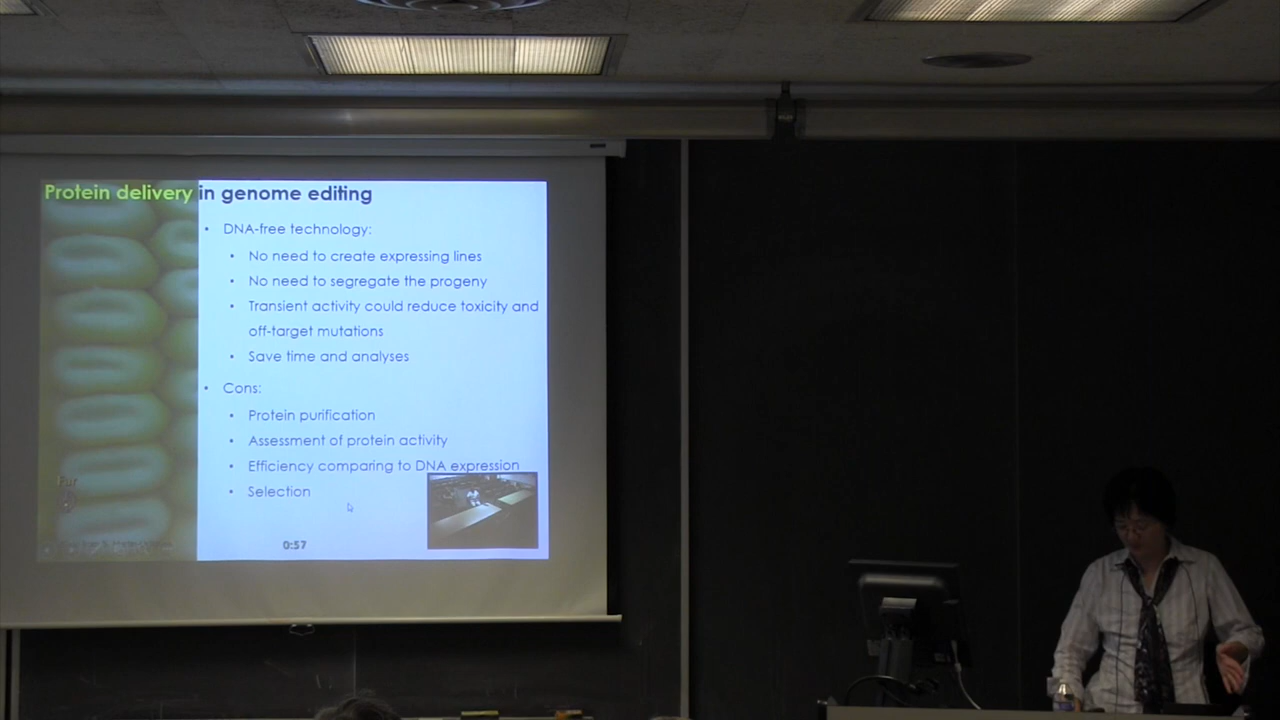 Protein delivery in genome editing
• DNA-free technology:
• No need to create expressing lines
• No need to segregate the progeny
• Transient activity could reduce toxicity and
off-target mutations
• Save time and analyses
• Cons:
• Protein purification
• Assessment of protein activity
• Efficiency comparing to DNA expression
• Selection
0:57